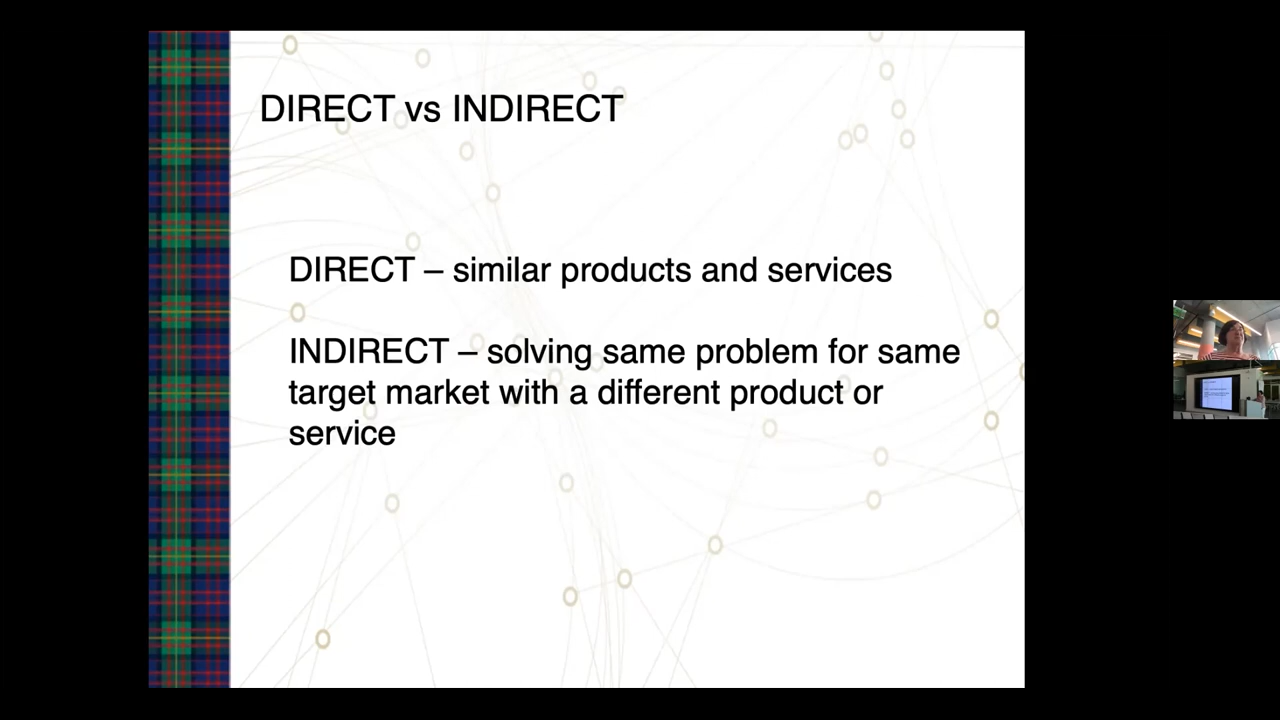 DIRECT vs INDIRECT
DIRECT – similar products and services
INDIRECT – solving same problem for same
target market with a different product or
service